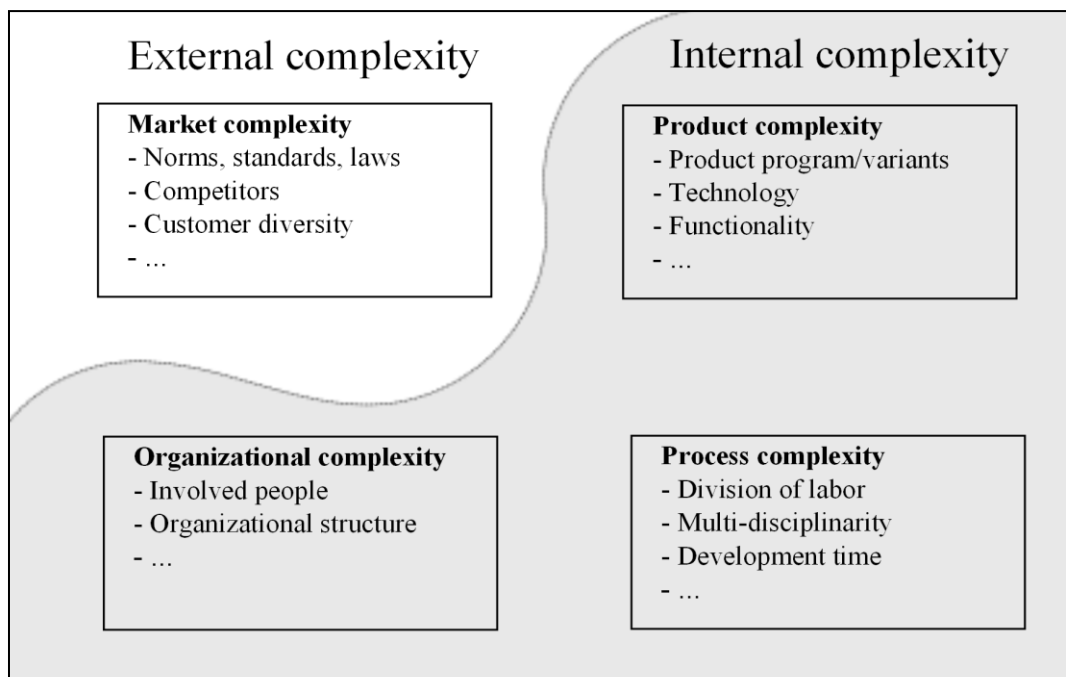 External complexity
Internal complexity
Market complexity
- Norms, standards, laws
- Competitors
- Customer diversity
- ...
Product complexity
- Product program/variants
- Technology
- Functionality
- ...
Organizational complexity
- Involved people
- Organizational structure
- ...
Process complexity
- Division of labor
- Multi-disciplinarity
- Development time
- ...